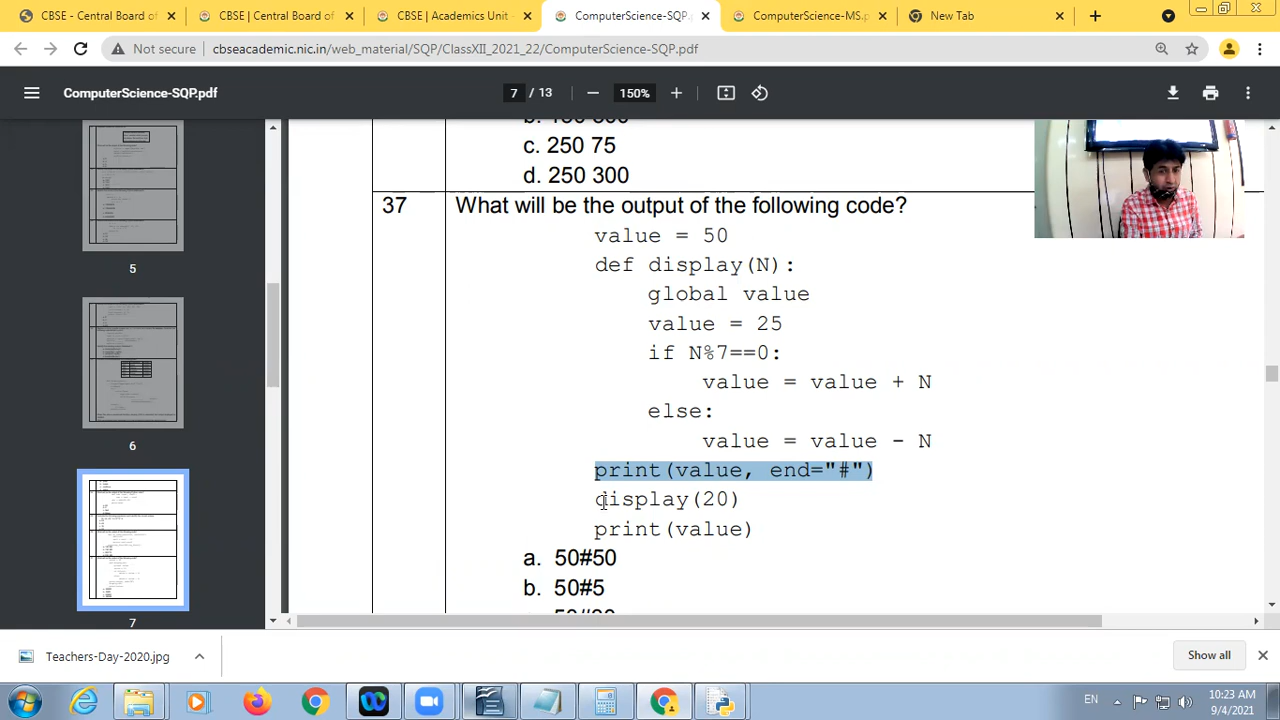 CBSE - Central Board of
CBSE | Central Board of
CBSE | Academics Unit -
ComputerScience-SQP.
ComputerScience-MS.p
New Tab
Not secure
cbseacademic.nic.in/web_material/SQP/ClassXII_2021_22/ComputerScience-SQP.pdf
ComputerScience-SQP.pdf
7 / 13
150%
c. 250 75
d. 250 300
37 What will be the output of the following code?
value = 50
def display(N):
global value
value = 25
if N%7==0:
value = value + N
else:
value = value - N
print(value, end="#")
display(20)
print(value)
a. 50#50
b. 50#5
5
6
7
Teachers-Day-2020.jpg
Show all
EN
10:23 AM
9/4/2021